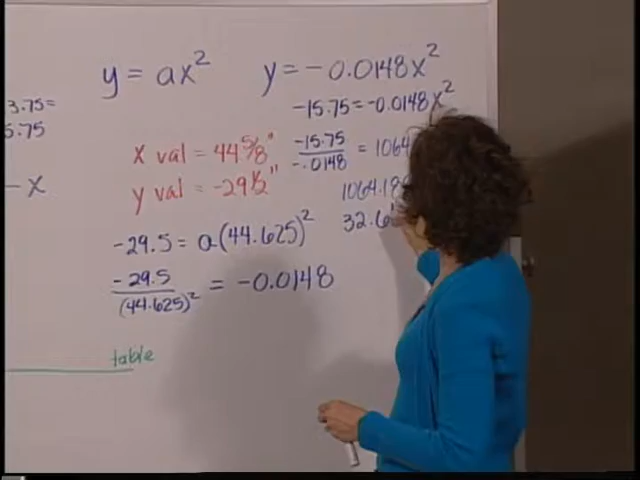 3.75=
5.75
- x
y = ax²
x val = 44⅝"
y val = -29½"
-29.5 = a(44.625)²
-29.5
(44.625)²
= -0.0148
table
y = -0.0148x²
-15.75 = -0.0148x²
-15.75
-.0148
= 1064
1064.18
32.6